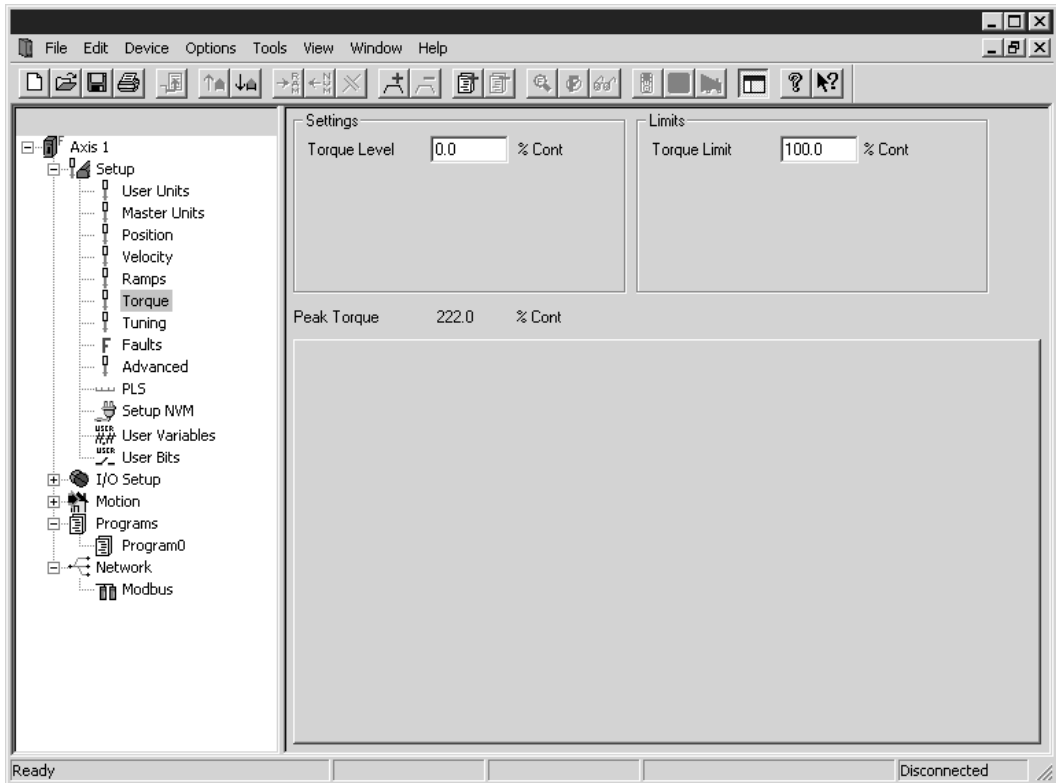 File Edit Device Options Tools View Window Help
Axis 1
Setup
User Units
Master Units
Position
Velocity
Ramps
Torque
Tuning
F Faults
Advanced
PLS
Setup NVM
USER #.# User Variables
USER User Bits
I/O Setup
Motion
Programs
Program0
Network
Modbus
Settings
Torque Level 0.0 % Cont
Limits
Torque Limit 100.0 % Cont
Peak Torque 222.0 % Cont
Ready
Disconnected